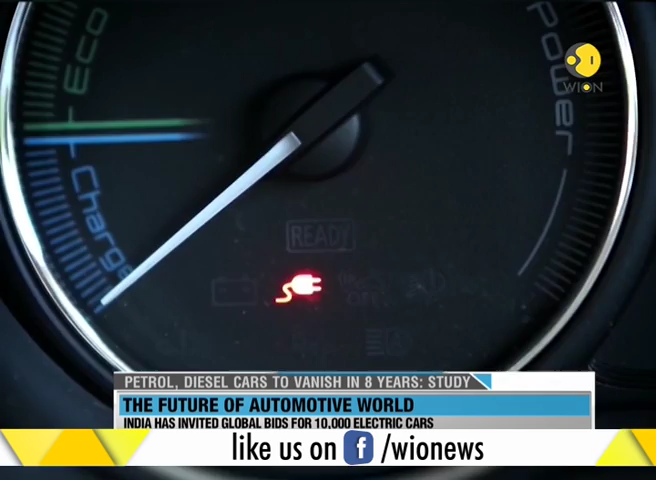 ECO
Power
WION
Charge
READY
OFF
PETROL, DIESEL CARS TO VANISH IN 8 YEARS: STUDY
THE FUTURE OF AUTOMOTIVE WORLD
INDIA HAS INVITED GLOBAL BIDS FOR 10,000 ELECTRIC CARS
like us on f /wionews